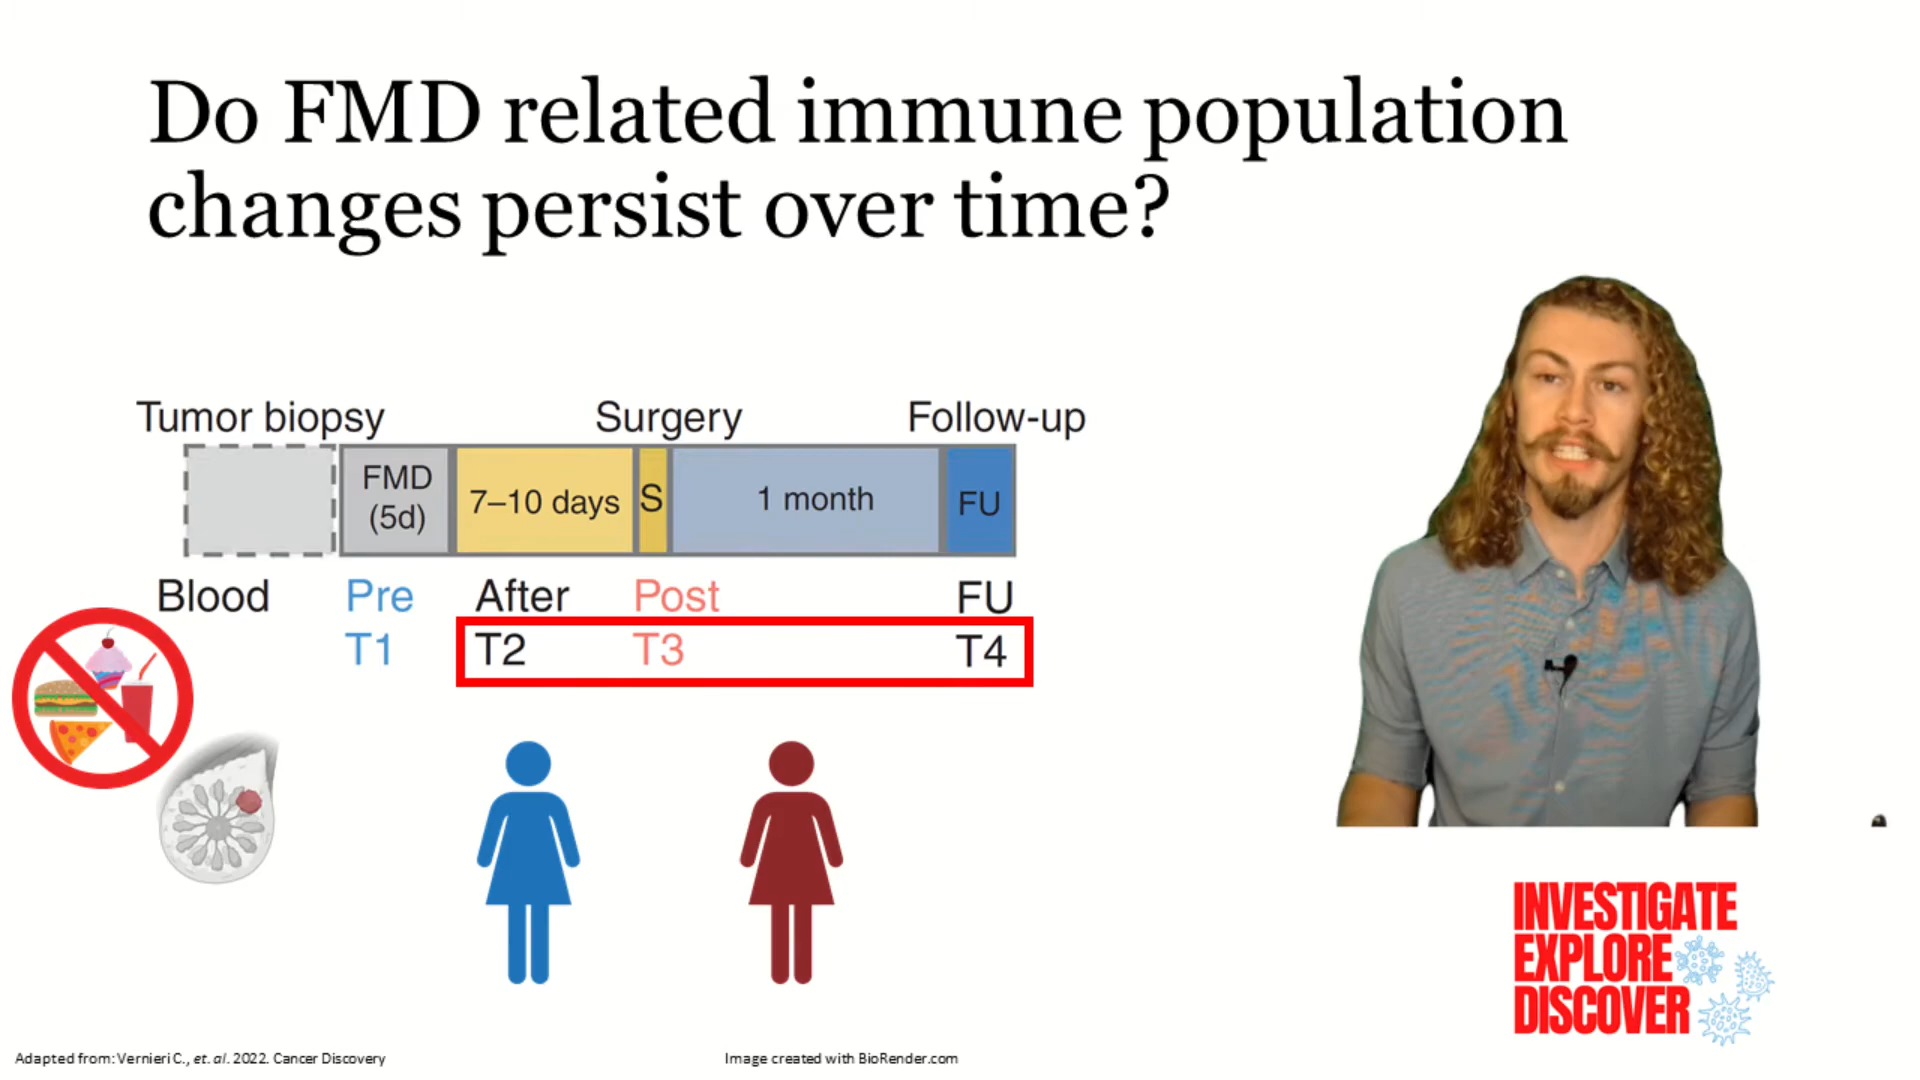 Do FMD related immune population
changes persist over time?
Tumor biopsy Surgery Follow-up
FMD
(5d)
7–10 days S 1 month FU
Blood Pre After Post FU
T1 T2 T3 T4
INVESTIGATE
EXPLORE
DISCOVER
Adapted from: Vernieri C., et. al. 2022. Cancer Discovery
Image created with BioRender.com